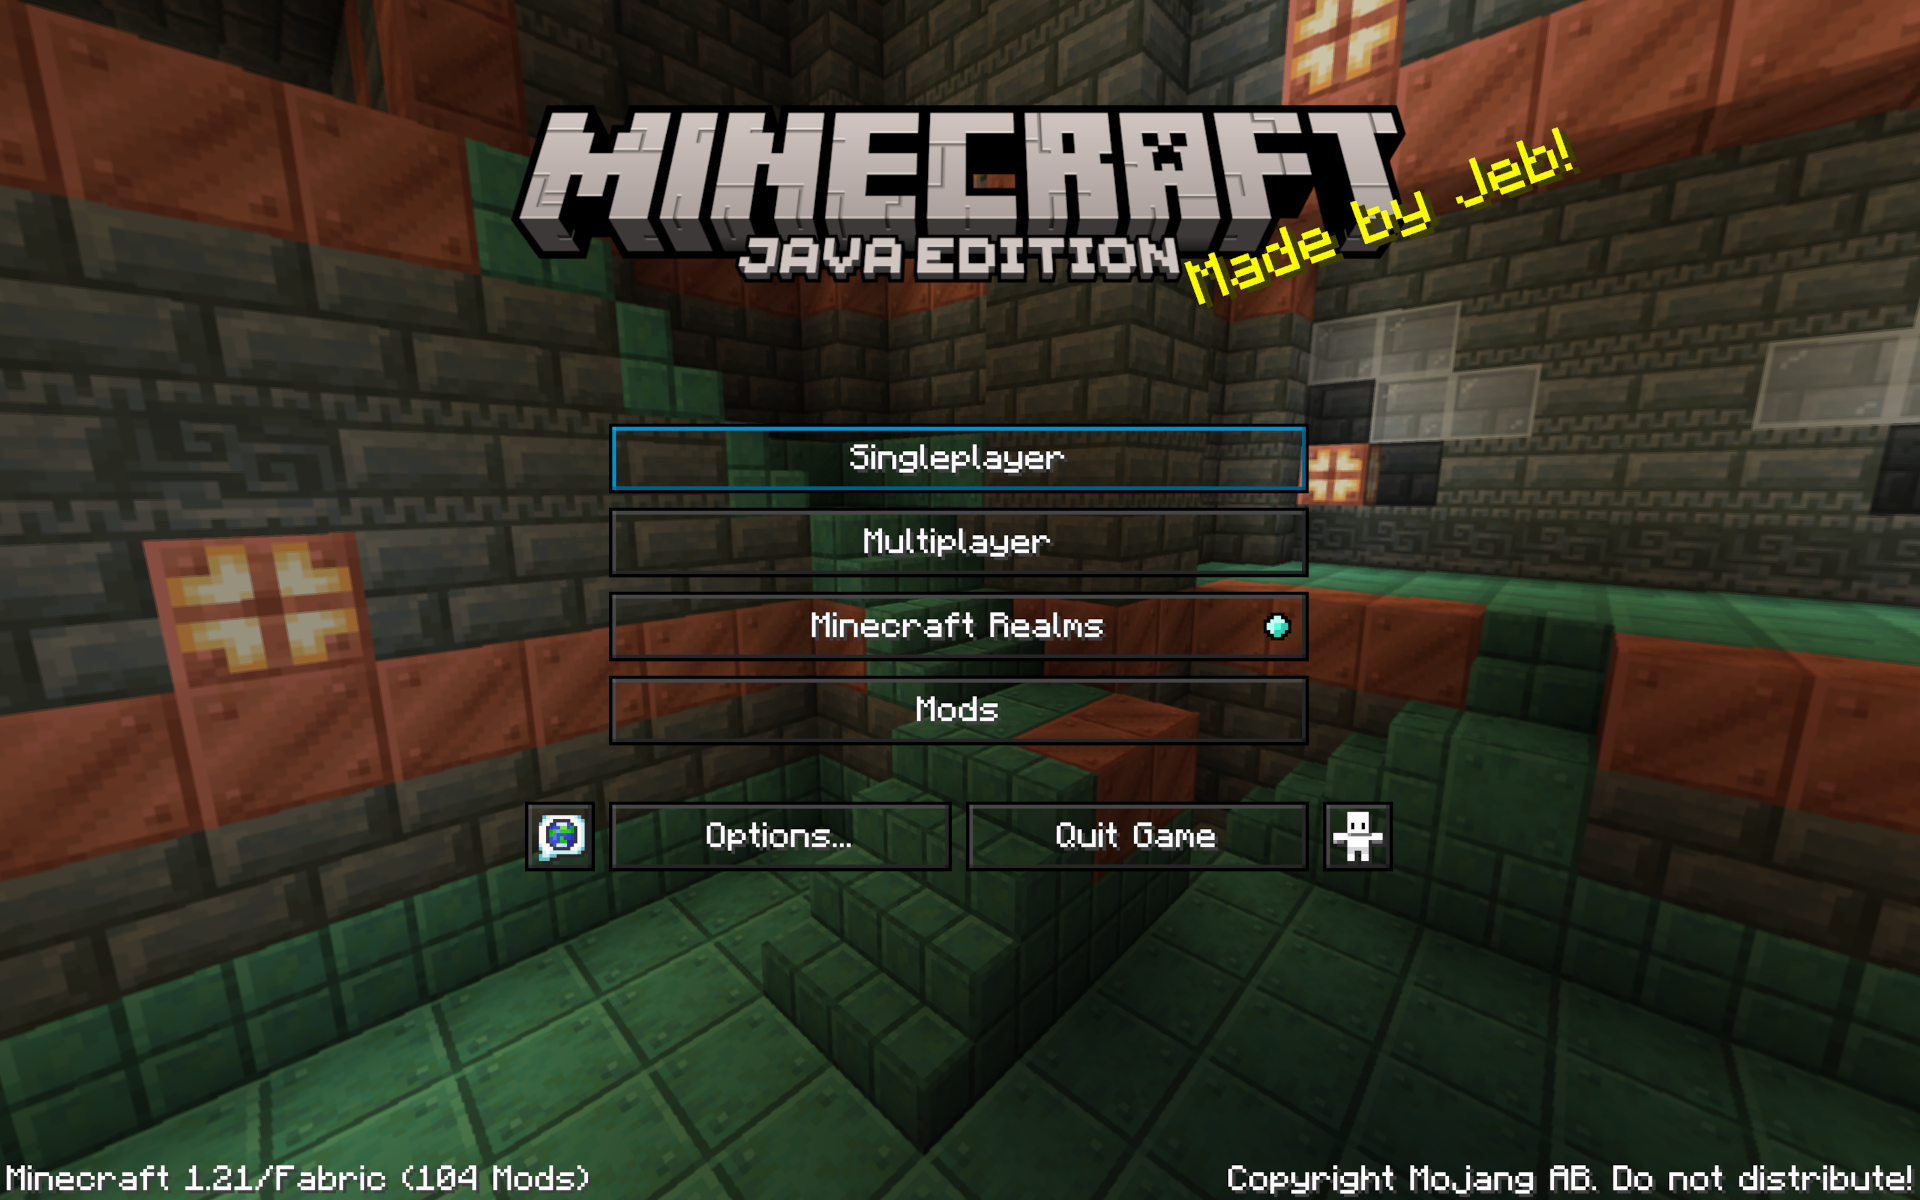 MINECRAFT
JAVA EDITION
Made by Jeb!
Singleplayer
Multiplayer
Minecraft Realms
Mods
Options...
Quit Game
Minecraft 1.21/Fabric (104 Mods)
Copyright Mojang AB. Do not distribute!